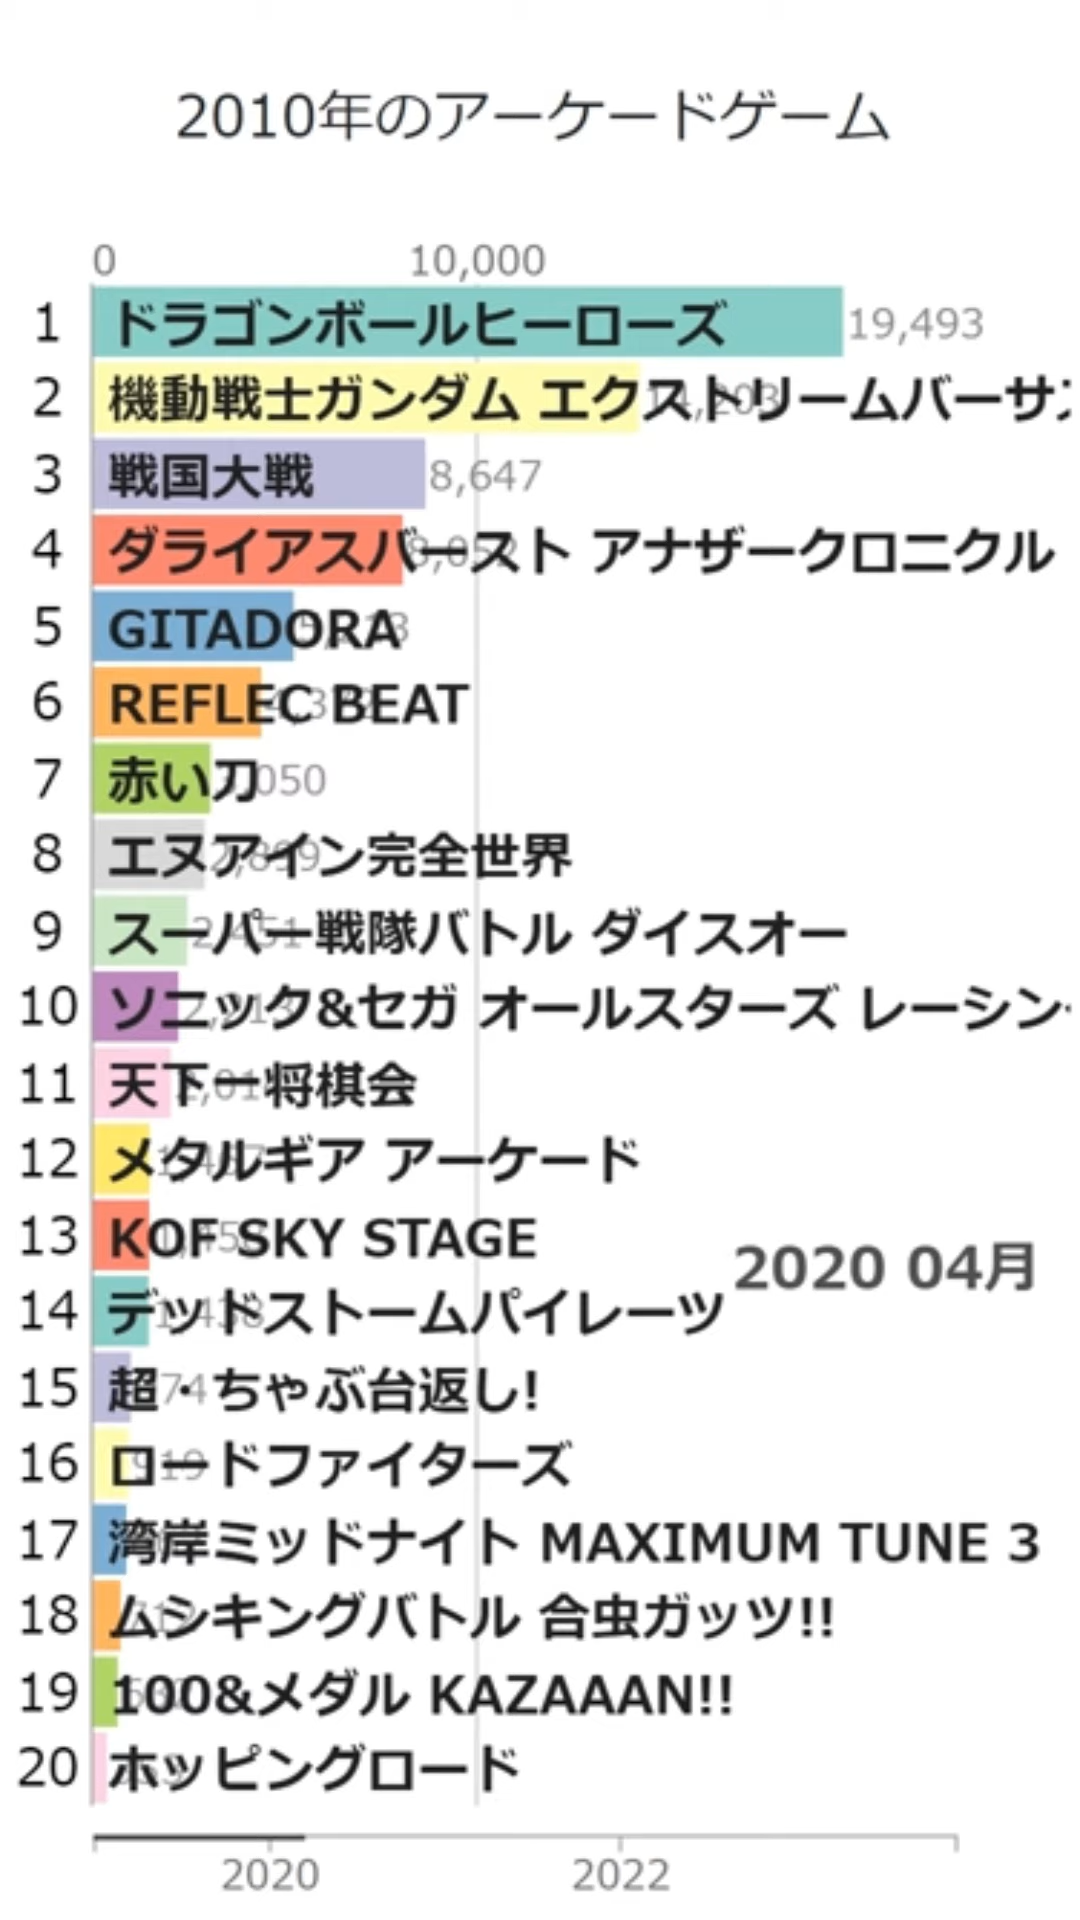 2010年のアーケードゲーム
0 10,000
1 ドラゴンボールヒーローズ 19,493
2 機動戦士ガンダム エクストリームバーサ
3 戦国大戦 8,647
4 ダライアスバースト アナザークロニクル
5 GITADORA
6 REFLEC BEAT
7 赤い刀
8 エヌアイン完全世界
9 スーパー戦隊バトル ダイスオー
10 ソニック&セガ オールスターズ レーシン
11 天下一将棋会
12 メタルギア アーケード
13 KOF SKY STAGE
2020 04月
14 デッドストームパイレーツ
15 超・ちゃぶ台返し!
16 ロードファイターズ
17 湾岸ミッドナイト MAXIMUM TUNE 3
18 ムシキングバトル 合虫ガッツ!!
19 100&メダル KAZAAAN!!
20 ホッピングロード
2020 2022